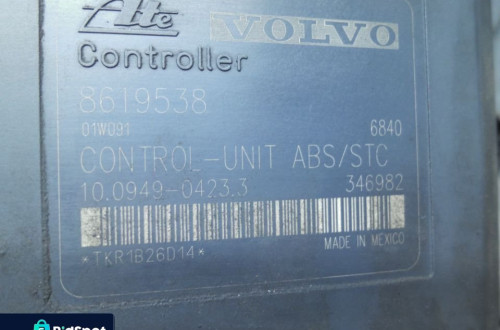 Ate VOLVO
Controller
8619538
01W091 6840
CONTROL-UNIT ABS/STC
10.0949-0423.3 346982
*TKR1B26D14* MADE IN MEXICO
BidSpot